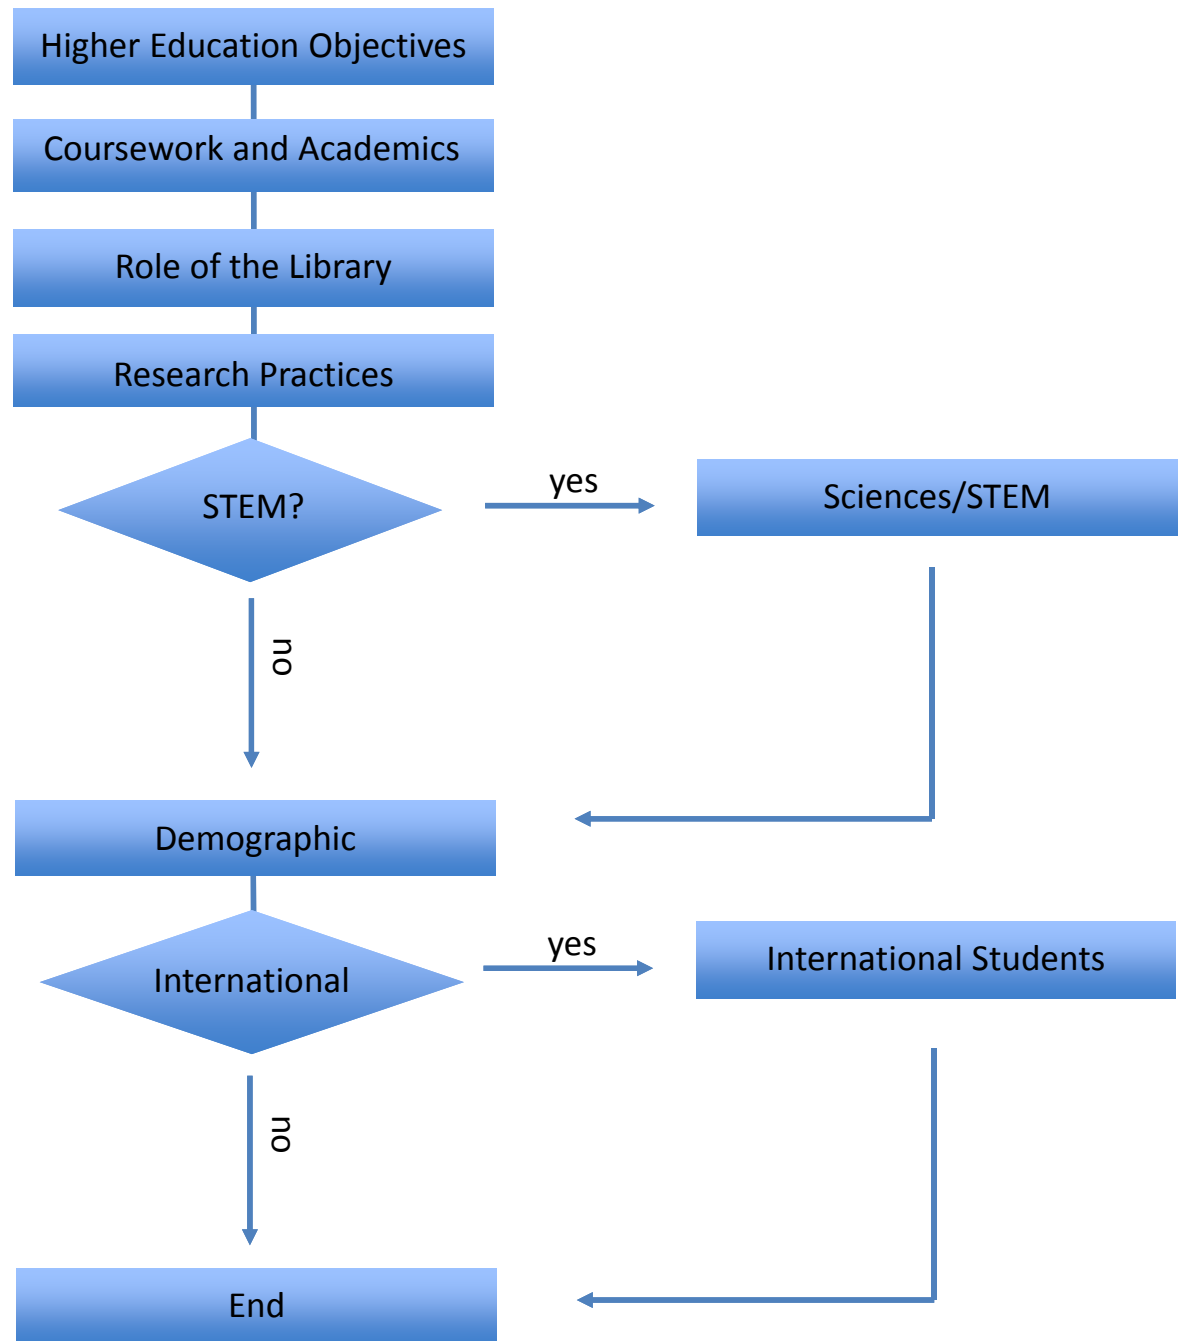 Higher Education Objectives
Coursework and Academics
Role of the Library
Research Practices
STEM?
yes
Sciences/STEM
no
Demographic
International
yes
International Students
no
End